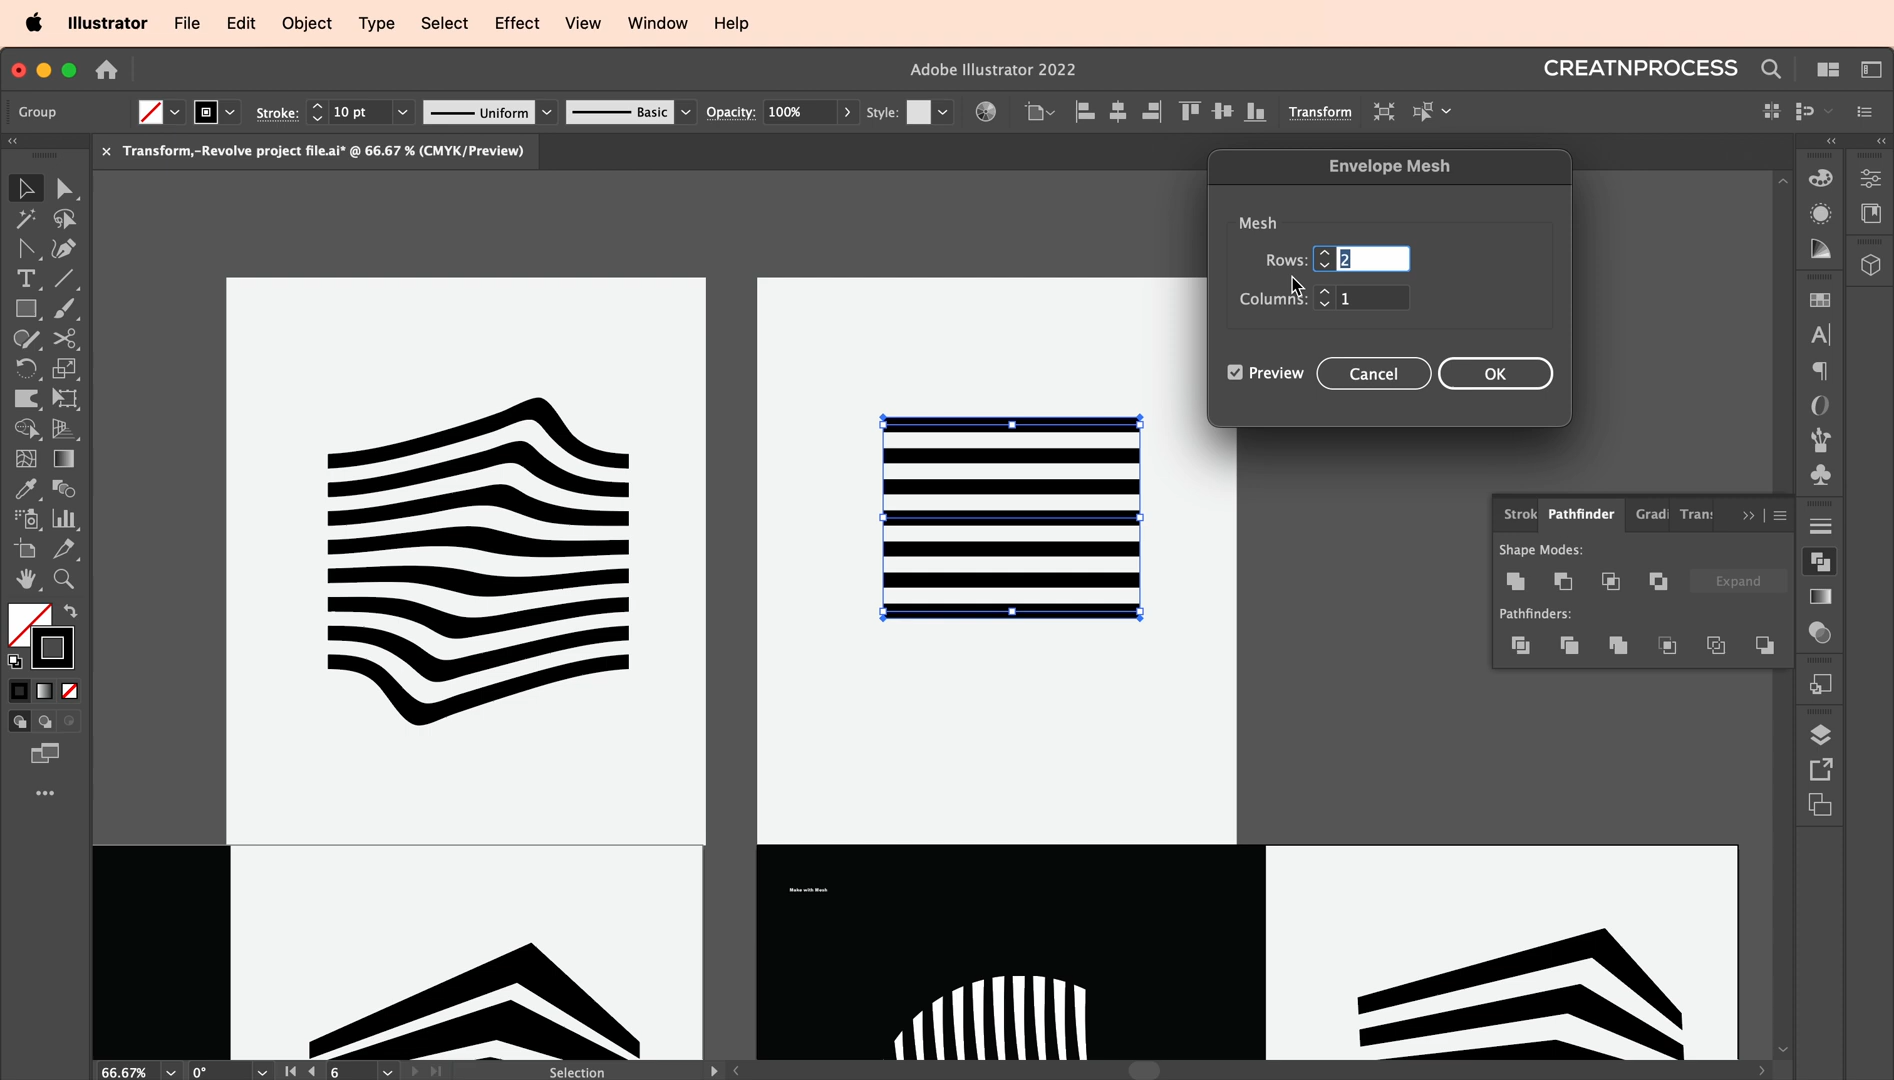 Illustrator File Edit Object Type Select Effect View Window Help
Adobe Illustrator 2022
CREATNPROCESS
Group
Stroke: 10 pt Uniform Basic Opacity: 100% Style: Transform
Transform,-Revolve project file.ai* @ 66.67 % (CMYK/Preview)
Envelope Mesh
Mesh
Rows: 2
Columns: 1
Preview Cancel OK
Strok Pathfinder Gradi Trans
Shape Modes:
Expand
Pathfinders:
Make with Mesh
66.67% 0° 6 Selection